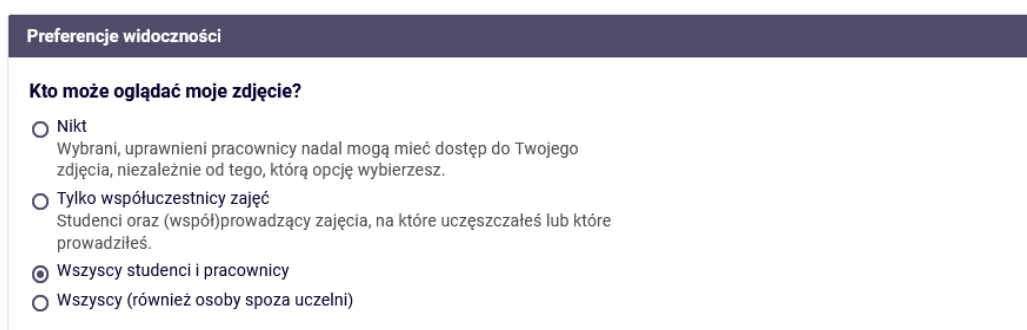 Preferencje widoczności
Kto może oglądać moje zdjęcie?
Nikt
Wybrani, uprawnieni pracownicy nadal mogą mieć dostęp do Twojego
zdjęcia, niezależnie od tego, którą opcję wybierzesz.
Tylko współuczestnicy zajęć
Studenci oraz (współ)prowadzący zajęcia, na które uczęszczałeś lub które
prowadziłeś.
Wszyscy studenci i pracownicy
Wszyscy (również osoby spoza uczelni)